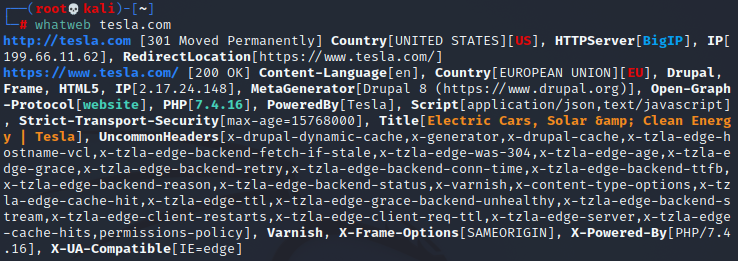 ┌──(root💀kali)-[~]
└─# whatweb tesla.com
http://tesla.com [301 Moved Permanently] Country[UNITED STATES][US], HTTPServer[BigIP], IP[
199.66.11.62], RedirectLocation[https://www.tesla.com/]
https://www.tesla.com/ [200 OK] Content-Language[en], Country[EUROPEAN UNION][EU], Drupal,
Frame, HTML5, IP[2.17.24.148], MetaGenerator[Drupal 8 (https://www.drupal.org)], Open-Graph
-Protocol[website], PHP[7.4.16], PoweredBy[Tesla], Script[application/json,text/javascript]
, Strict-Transport-Security[max-age=15768000], Title[Electric Cars, Solar &amp; Clean Energ
y | Tesla], UncommonHeaders[x-drupal-dynamic-cache,x-generator,x-drupal-cache,x-tzla-edge-h
ostname-vcl,x-tzla-edge-backend-fetch-if-stale,x-tzla-edge-was-304,x-tzla-edge-age,x-tzla-e
dge-grace,x-tzla-edge-backend-retry,x-tzla-edge-backend-conn-time,x-tzla-edge-backend-ttfb,
x-tzla-edge-backend-reason,x-tzla-edge-backend-status,x-varnish,x-content-type-options,x-tz
la-edge-cache-hit,x-tzla-edge-ttl,x-tzla-edge-grace-backend-unhealthy,x-tzla-edge-backend-s
tream,x-tzla-edge-client-restarts,x-tzla-edge-client-req-ttl,x-tzla-edge-server,x-tzla-edge
-cache-hits,permissions-policy], Varnish, X-Frame-Options[SAMEORIGIN], X-Powered-By[PHP/7.4
.16], X-UA-Compatible[IE=edge]